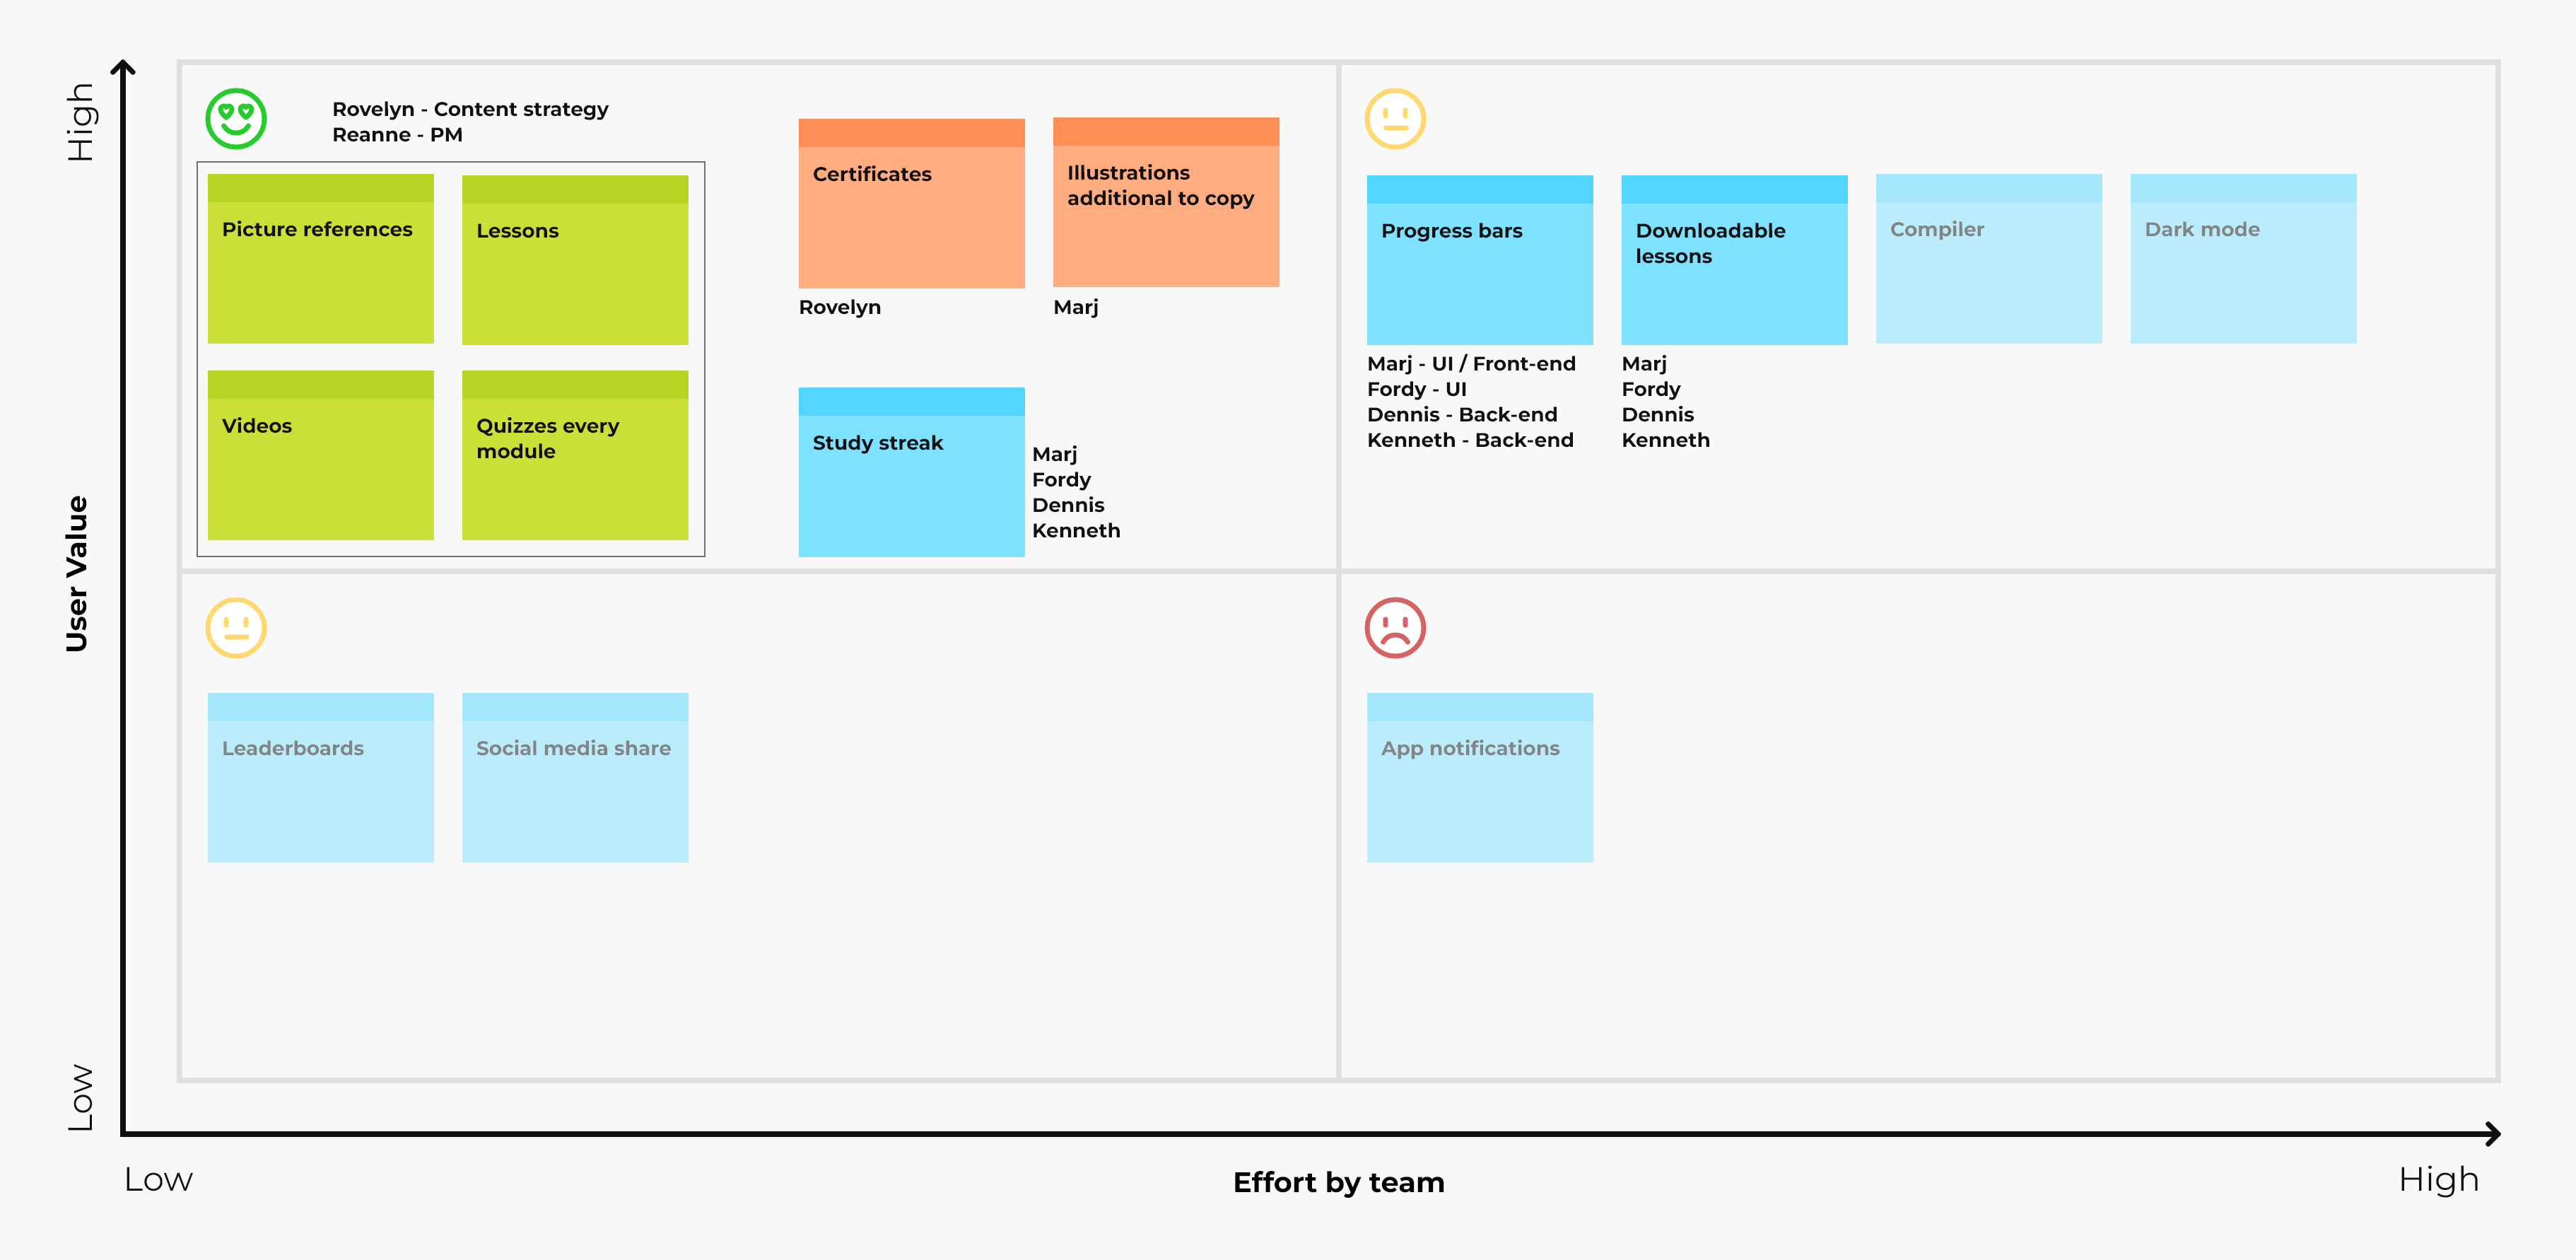 High
User Value
Low
Rovelyn - Content strategy
Reanne - PM
Picture references
Lessons
Videos
Quizzes every
module
Certificates
Rovelyn
Illustrations
additional to copy
Marj
Study streak
Marj
Fordy
Dennis
Kenneth
Progress bars
Marj - UI / Front-end
Fordy - UI
Dennis - Back-end
Kenneth - Back-end
Downloadable
lessons
Marj
Fordy
Dennis
Kenneth
Compiler
Dark mode
Leaderboards
Social media share
App notifications
Low
Effort by team
High